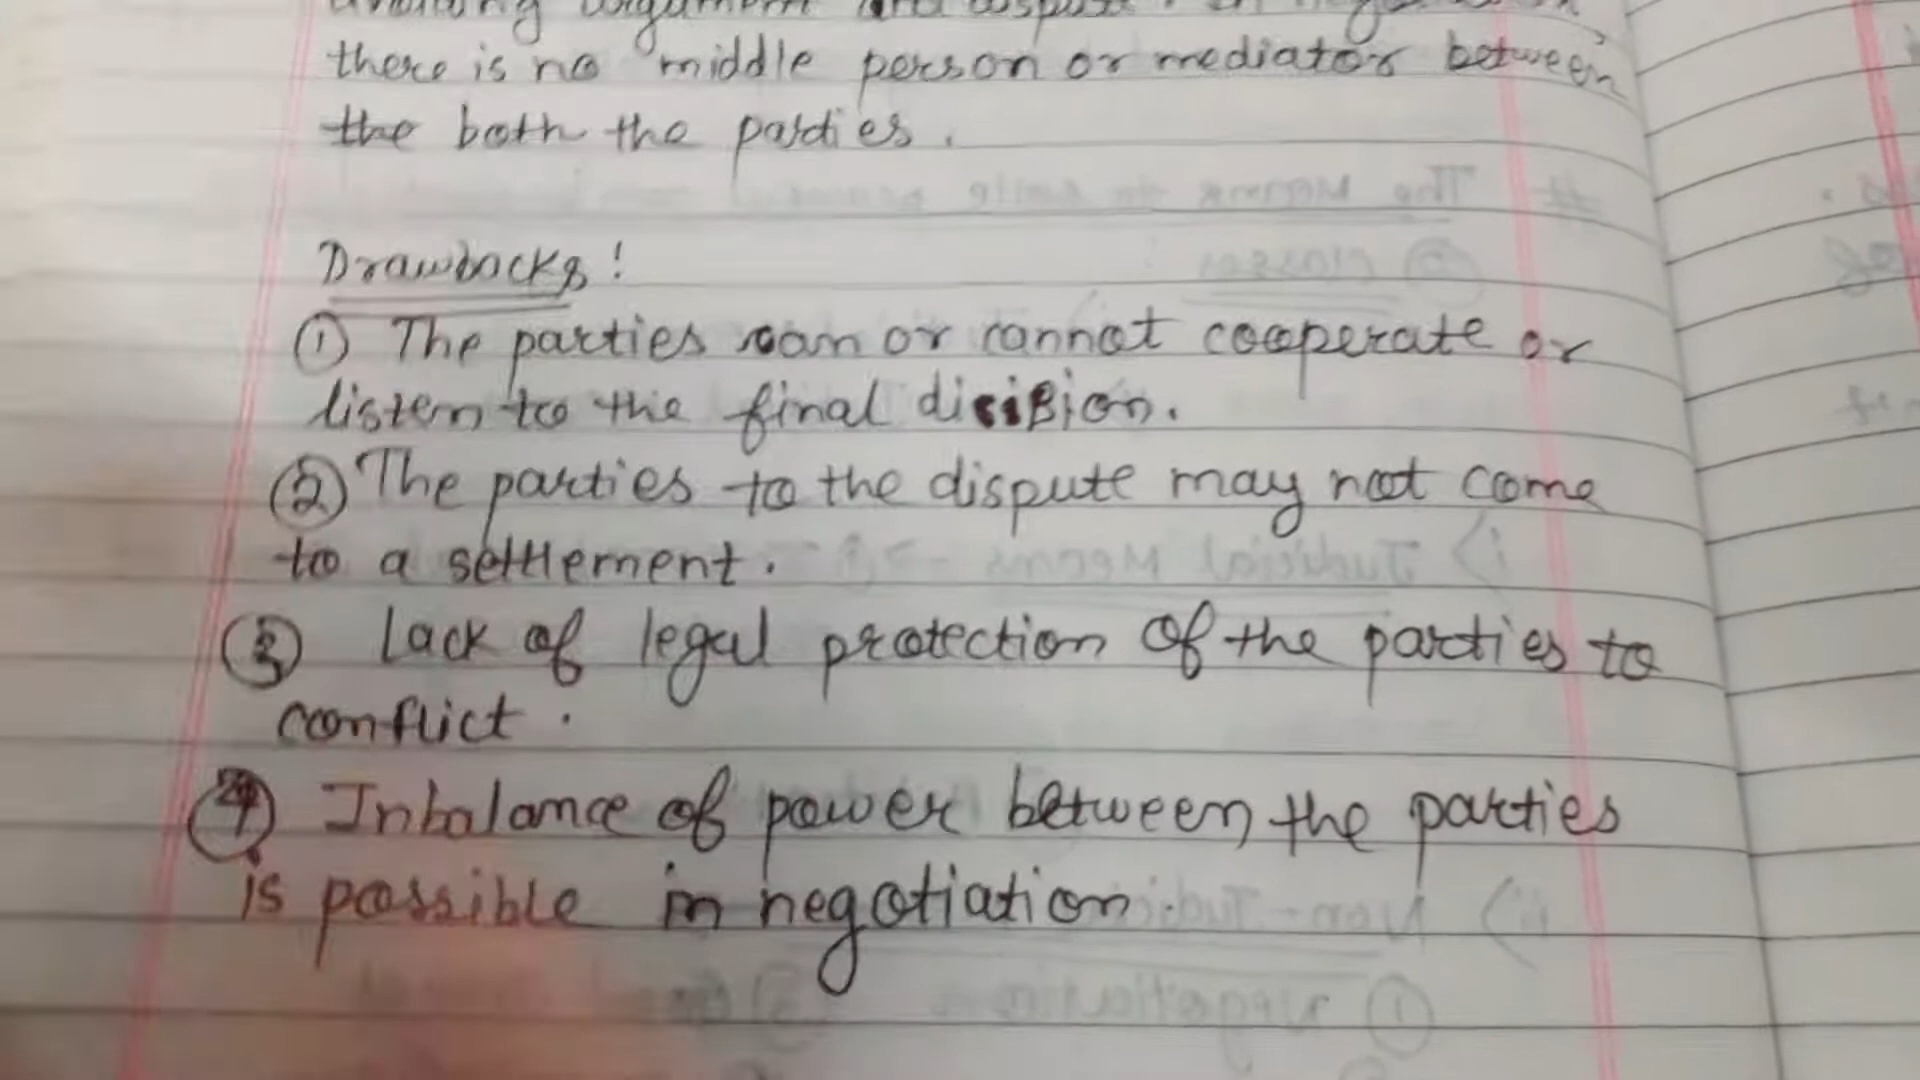 there is no middle person or mediator between
the both the parties.
Drawbacks!
① The parties can or cannot cooperate or
listen to the final dicision.
② The parties to the dispute may not come
to a settlement.
③ Lack of legal protection of the parties to
conflict.
④ Inbalance of power between the parties
is possible in negotiation.